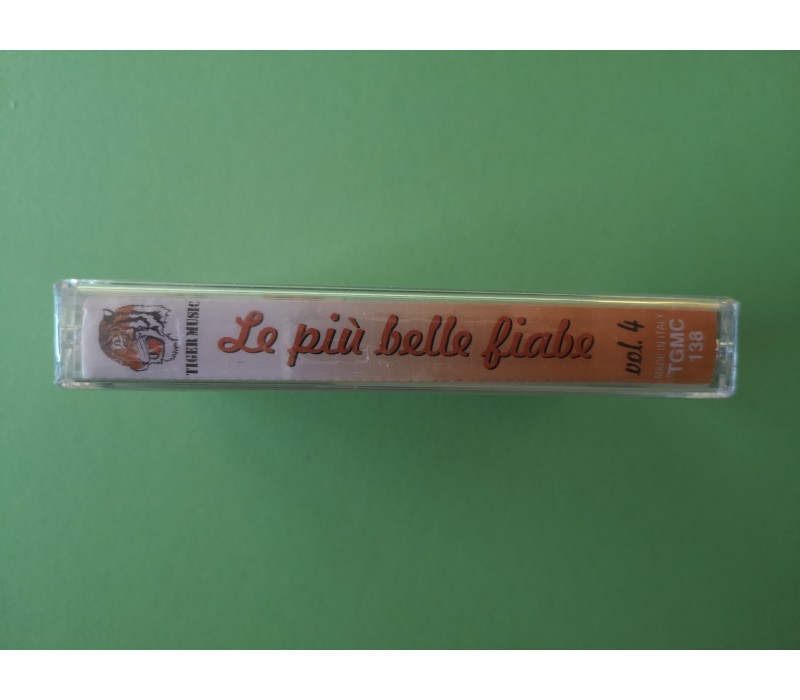 TIGER MUSIC
Le più belle fiabe
vol. 4
MADE IN ITALY
TGMC
138